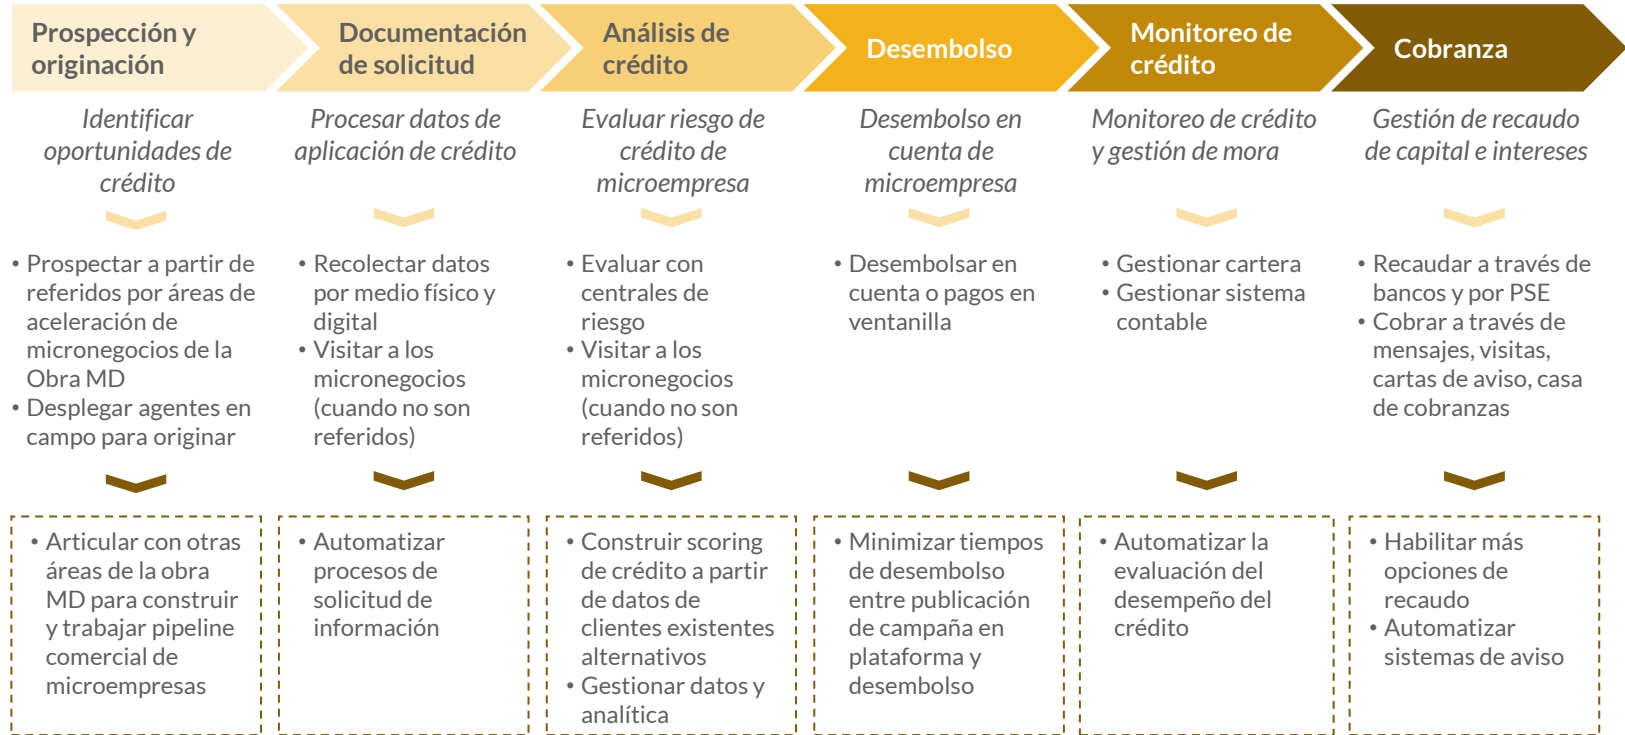 Prospección y
originación
Documentación
de solicitud
Análisis de
crédito
Desembolso
Monitoreo de
crédito
Cobranza
Identificar
oportunidades de
crédito
Procesar datos de
aplicación de crédito
Evaluar riesgo de
crédito de
microempresa
Desembolso en
cuenta de
microempresa
Monitoreo de crédito
y gestión de mora
Gestión de recaudo
de capital e intereses
• Prospectar a partir de
referidos por áreas de
aceleración de
micronegocios de la
Obra MD
• Desplegar agentes en
campo para originar
• Recolectar datos
por medio físico y
digital
• Visitar a los
micronegocios
(cuando no son
referidos)
• Evaluar con
centrales de
riesgo
• Visitar a los
micronegocios
(cuando no son
referidos)
• Desembolsar en
cuenta o pagos en
ventanilla
• Gestionar cartera
• Gestionar sistema
contable
• Recaudar a través de
bancos y por PSE
• Cobrar a través de
mensajes, visitas,
cartas de aviso, casa
de cobranzas
• Articular con otras
áreas de la obra
MD para construir
y trabajar pipeline
comercial de
microempresas
• Automatizar
procesos de
solicitud de
información
• Construir scoring
de crédito a partir
de datos de
clientes existentes
alternativos
• Gestionar datos y
analítica
• Minimizar tiempos
de desembolso
entre publicación
de campaña en
plataforma y
desembolso
• Automatizar la
evaluación del
desempeño del
crédito
• Habilitar más
opciones de
recaudo
• Automatizar
sistemas de aviso